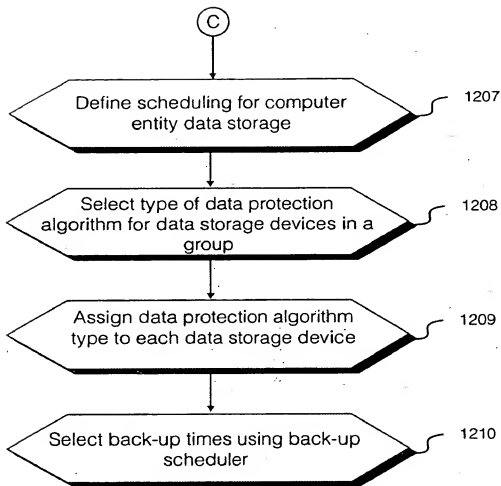 C
Define scheduling for computer
entity data storage
1207
Select type of data protection
algorithm for data storage devices in a
group
1208
Assign data protection algorithm
type to each data storage device
1209
Select back-up times using back-up
scheduler
1210